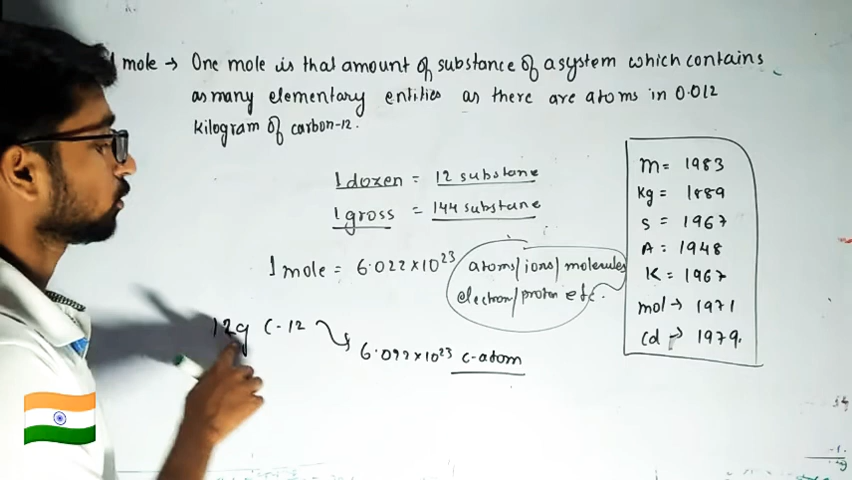 1 mole → One mole is that amount of substance of a system which contains
as many elementary entities as there are atoms in 0.012
kilogram of carbon-12.
1 dozen = 12 substane
1 gross = 144 substane
1 mole = 6.022×10²³ atoms/ions/molecules
electron/proton etc.
12g C-12
6.022×10²³ c-atom
m = 1983
kg = 1889
s = 1967
A = 1948
K = 1967
mol → 1971
cd → 1979.